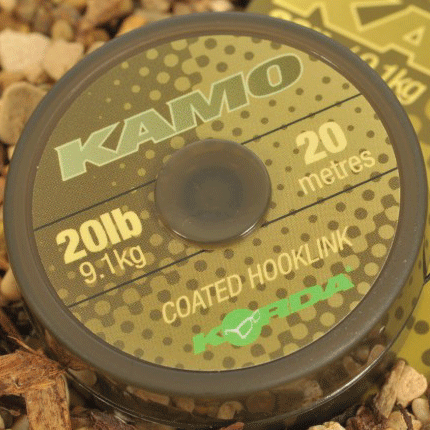 KAMO
20
metres
20lb
9.1kg
COATED HOOKLINK
KORDA